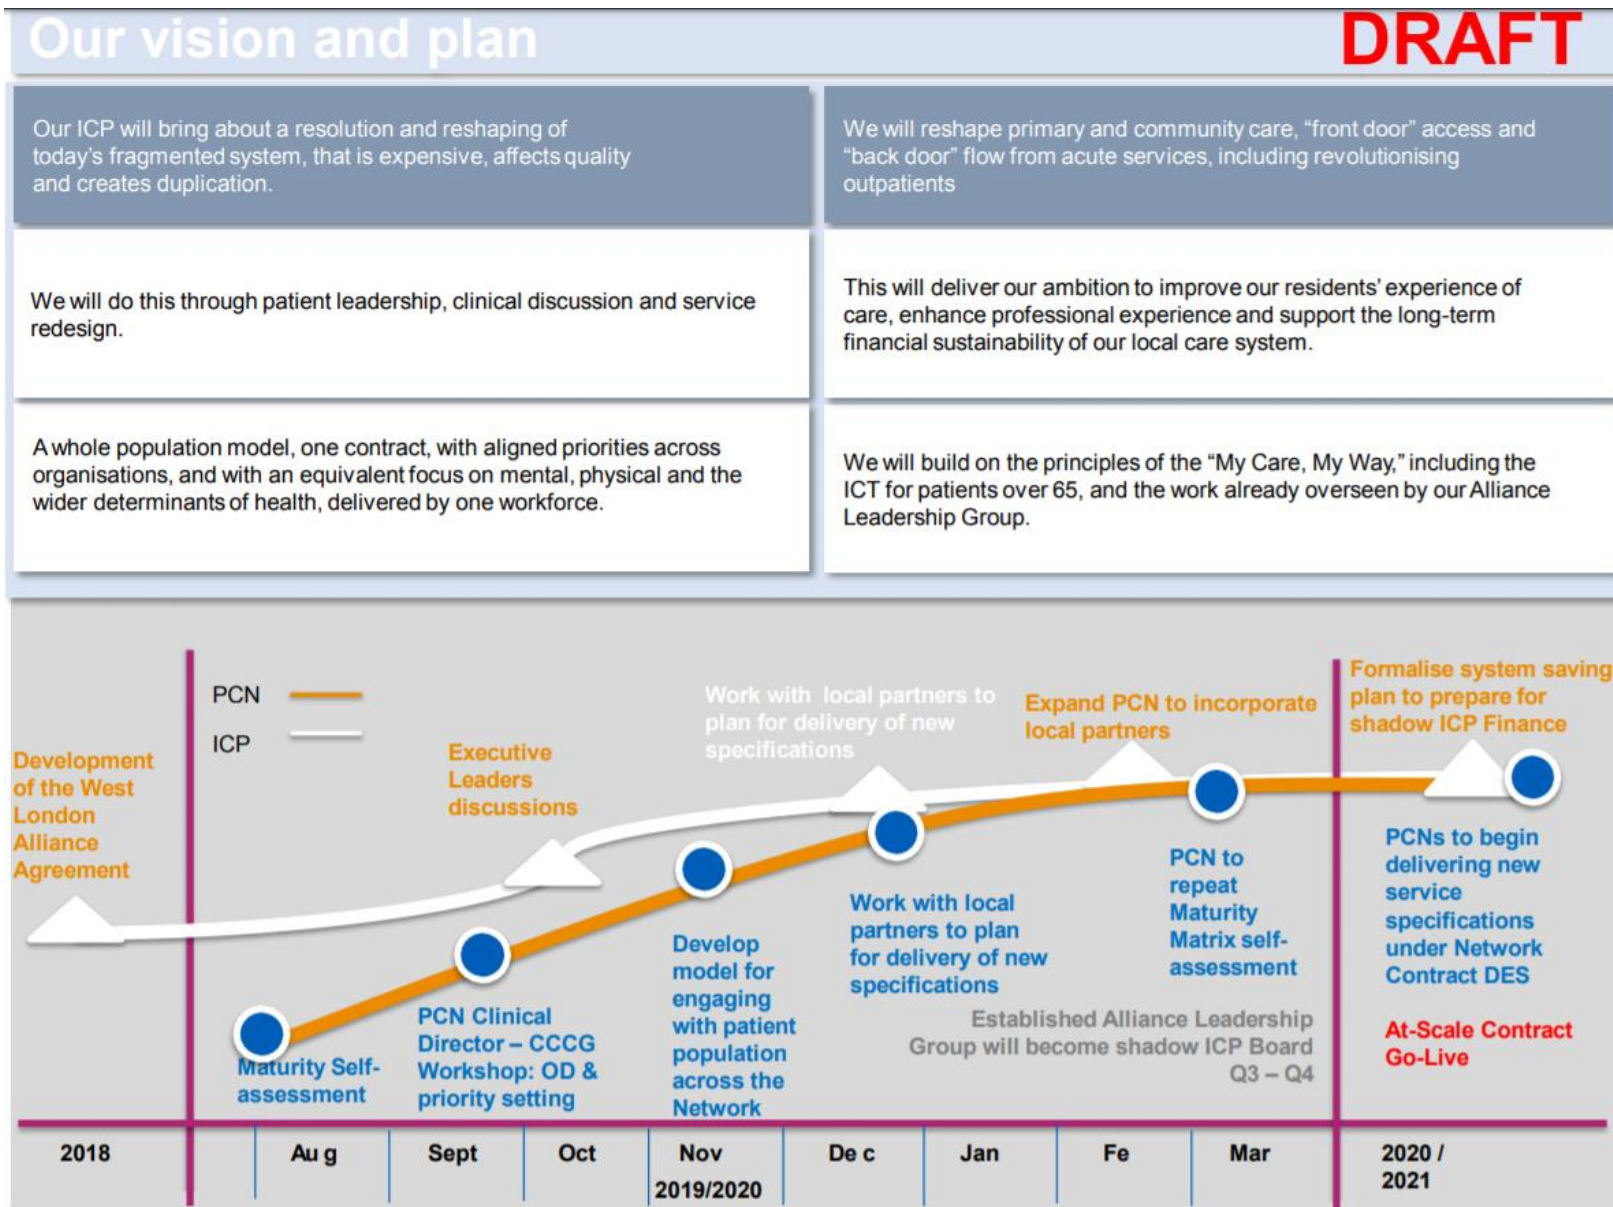 Our vision and plan
DRAFT
Our ICP will bring about a resolution and reshaping of
today's fragmented system, that is expensive, affects quality
and creates duplication.
We will reshape primary and community care, "front door" access and
"back door" flow from acute services, including revolutionising
outpatients
We will do this through patient leadership, clinical discussion and service
redesign.
This will deliver our ambition to improve our residents' experience of
care, enhance professional experience and support the long-term
financial sustainability of our local care system.
A whole population model, one contract, with aligned priorities across
organisations, and with an equivalent focus on mental, physical and the
wider determinants of health, delivered by one workforce.
We will build on the principles of the "My Care, My Way," including the
ICT for patients over 65, and the work already overseen by our Alliance
Leadership Group.
PCN
ICP
Development
of the West
London
Alliance
Agreement
Executive
Leaders
discussions
Work with local partners to
plan for delivery of new
specifications
Expand PCN to incorporate
local partners
Formalise system saving
plan to prepare for
shadow ICP Finance
Maturity Self-
assessment
PCN Clinical
Director – CCCG
Workshop: OD &
priority setting
Develop
model for
engaging
with patient
population
across the
Network
Work with local
partners to plan
for delivery of new
specifications
PCN to
repeat
Maturity
Matrix self-
assessment
PCNs to begin
delivering new
service
specifications
under Network
Contract DES
Established Alliance Leadership
Group will become shadow ICP Board
Q3 – Q4
At-Scale Contract
Go-Live
2018
Au g
Sept
Oct
Nov
2019/2020
De c
Jan
Fe
Mar
2020 /
2021